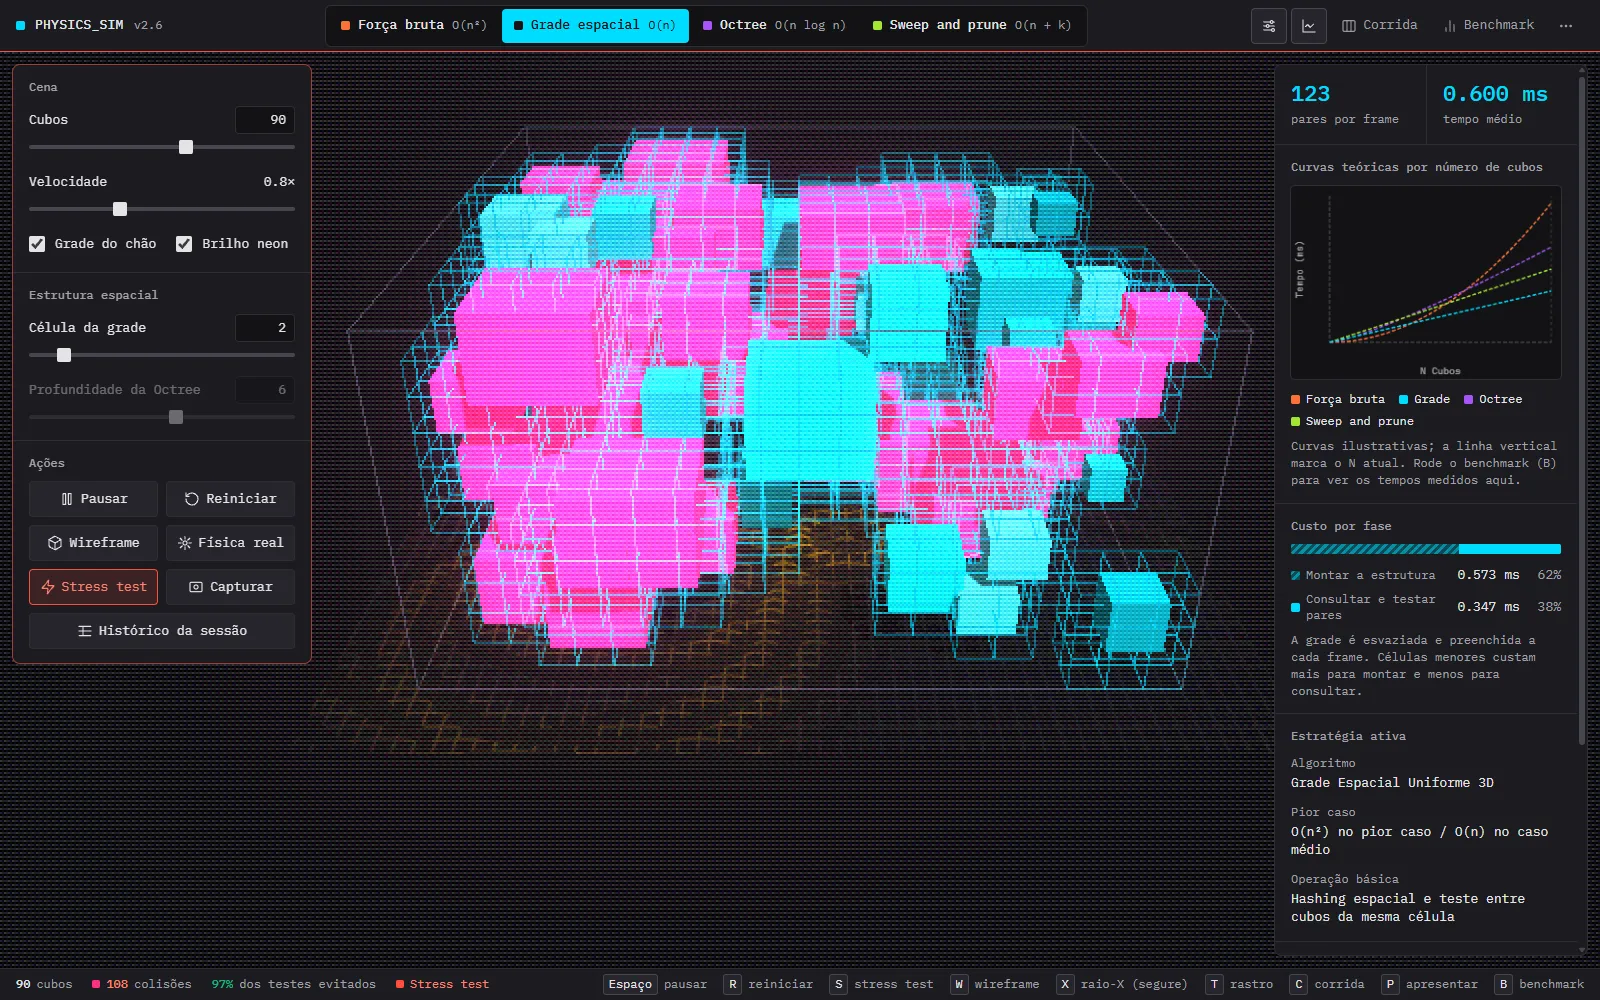 PHYSICS_SIM v2.6
Força bruta O(n²)
Grade espacial O(n)
Octree O(n log n)
Sweep and prune O(n + k)
Corrida
Benchmark
Cena
Cubos 90
Velocidade 0.8×
Grade do chão
Brilho neon
Estrutura espacial
Célula da grade 2
Profundidade da Octree 6
Ações
Pausar
Reiniciar
Wireframe
Física real
Stress test
Capturar
Histórico da sessão
123
pares por frame
0.600 ms
tempo médio
Curvas teóricas por número de cubos
Tempo (ms)
N Cubos
Força bruta Grade Octree
Sweep and prune
Curvas ilustrativas; a linha vertical
marca o N atual. Rode o benchmark (B)
para ver os tempos medidos aqui.
Custo por fase
Montar a estrutura 0.573 ms 62%
Consultar e testar
pares 0.347 ms 38%
A grade é esvaziada e preenchida a
cada frame. Células menores custam
mais para montar e menos para
consultar.
Estratégia ativa
Algoritmo
Grade Espacial Uniforme 3D
Pior caso
O(n²) no pior caso / O(n) no caso
médio
Operação básica
Hashing espacial e teste entre
cubos da mesma célula
90 cubos
108 colisões
97% dos testes evitados
Stress test
Espaço pausar
R reiniciar
S stress test
W wireframe
X raio-X (segure)
T rastro
C corrida
P apresentar
B benchmark